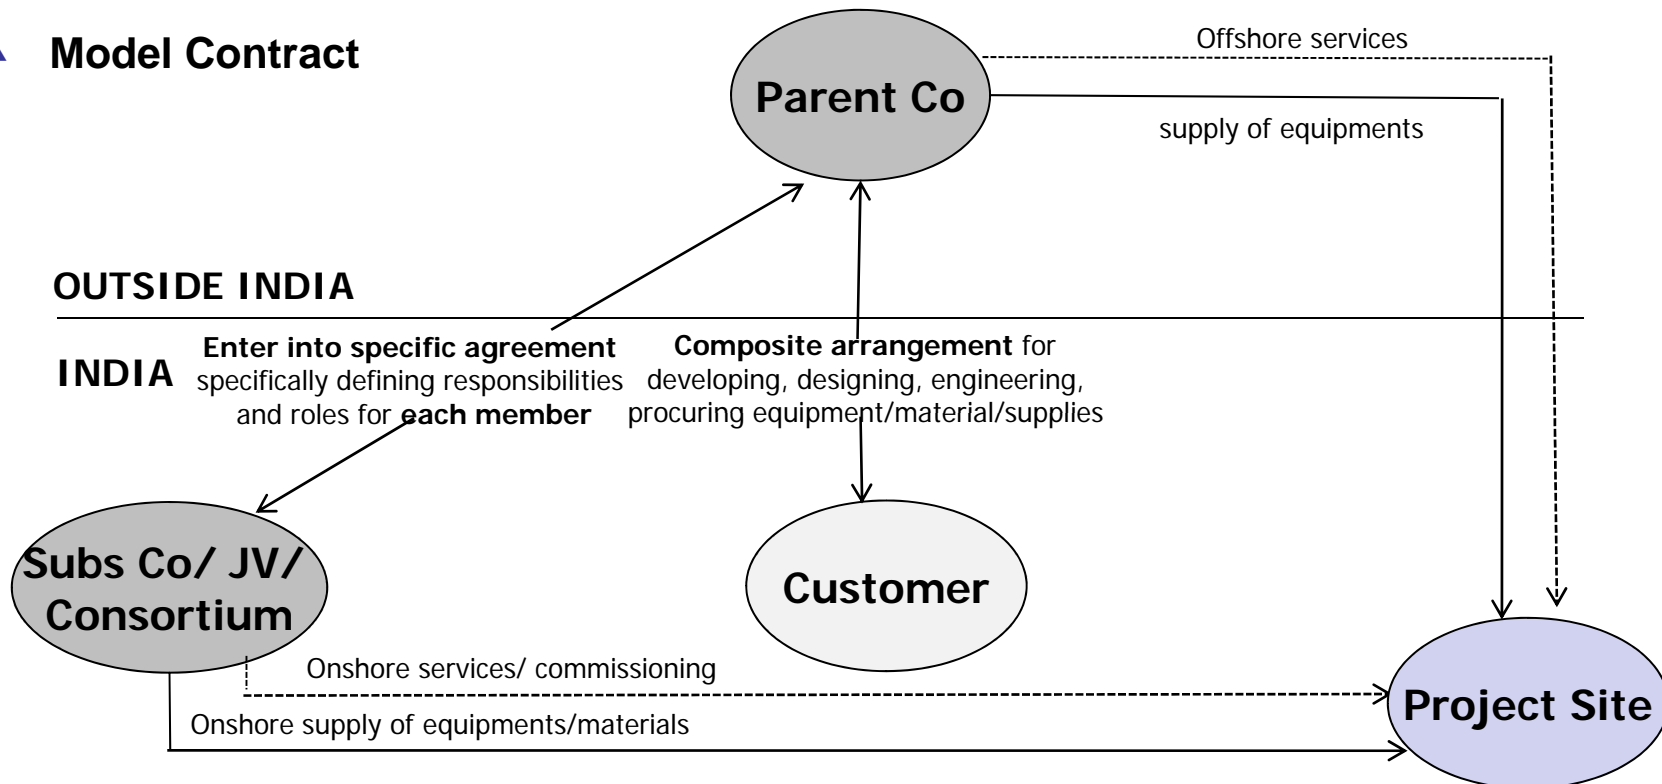 Model Contract
Offshore services
Parent Co
supply of equipments
OUTSIDE INDIA
INDIA
Enter into specific agreement
specifically defining responsibilities
and roles for each member
Composite arrangement for
developing, designing, engineering,
procuring equipment/material/supplies
Subs Co/ JV/
Consortium
Customer
Onshore services/ commissioning
Onshore supply of equipments/materials
Project Site